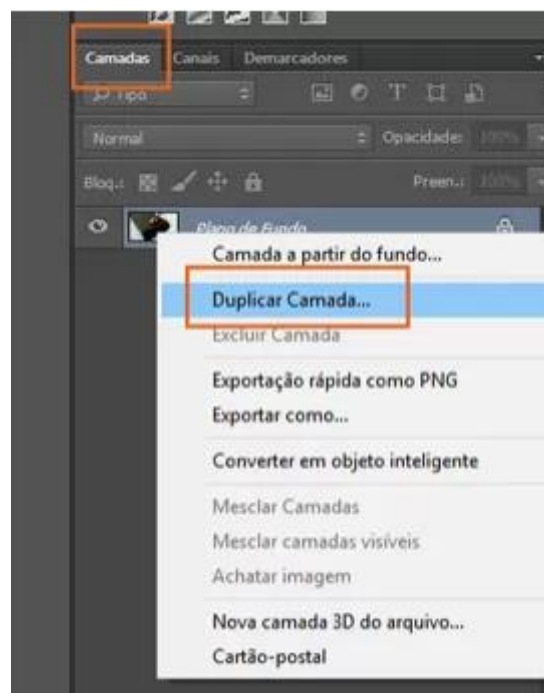 Camadas Canais Demarcadores
Tipo T
Normal Opacidade: 100%
Bloq.: Preen.: 100%
Plano de Fundo
Camada a partir do fundo...
Duplicar Camada...
Excluir Camada
Exportação rápida como PNG
Exportar como...
Converter em objeto inteligente
Mesclar Camadas
Mesclar camadas visíveis
Achatar imagem
Nova camada 3D do arquivo...
Cartão-postal